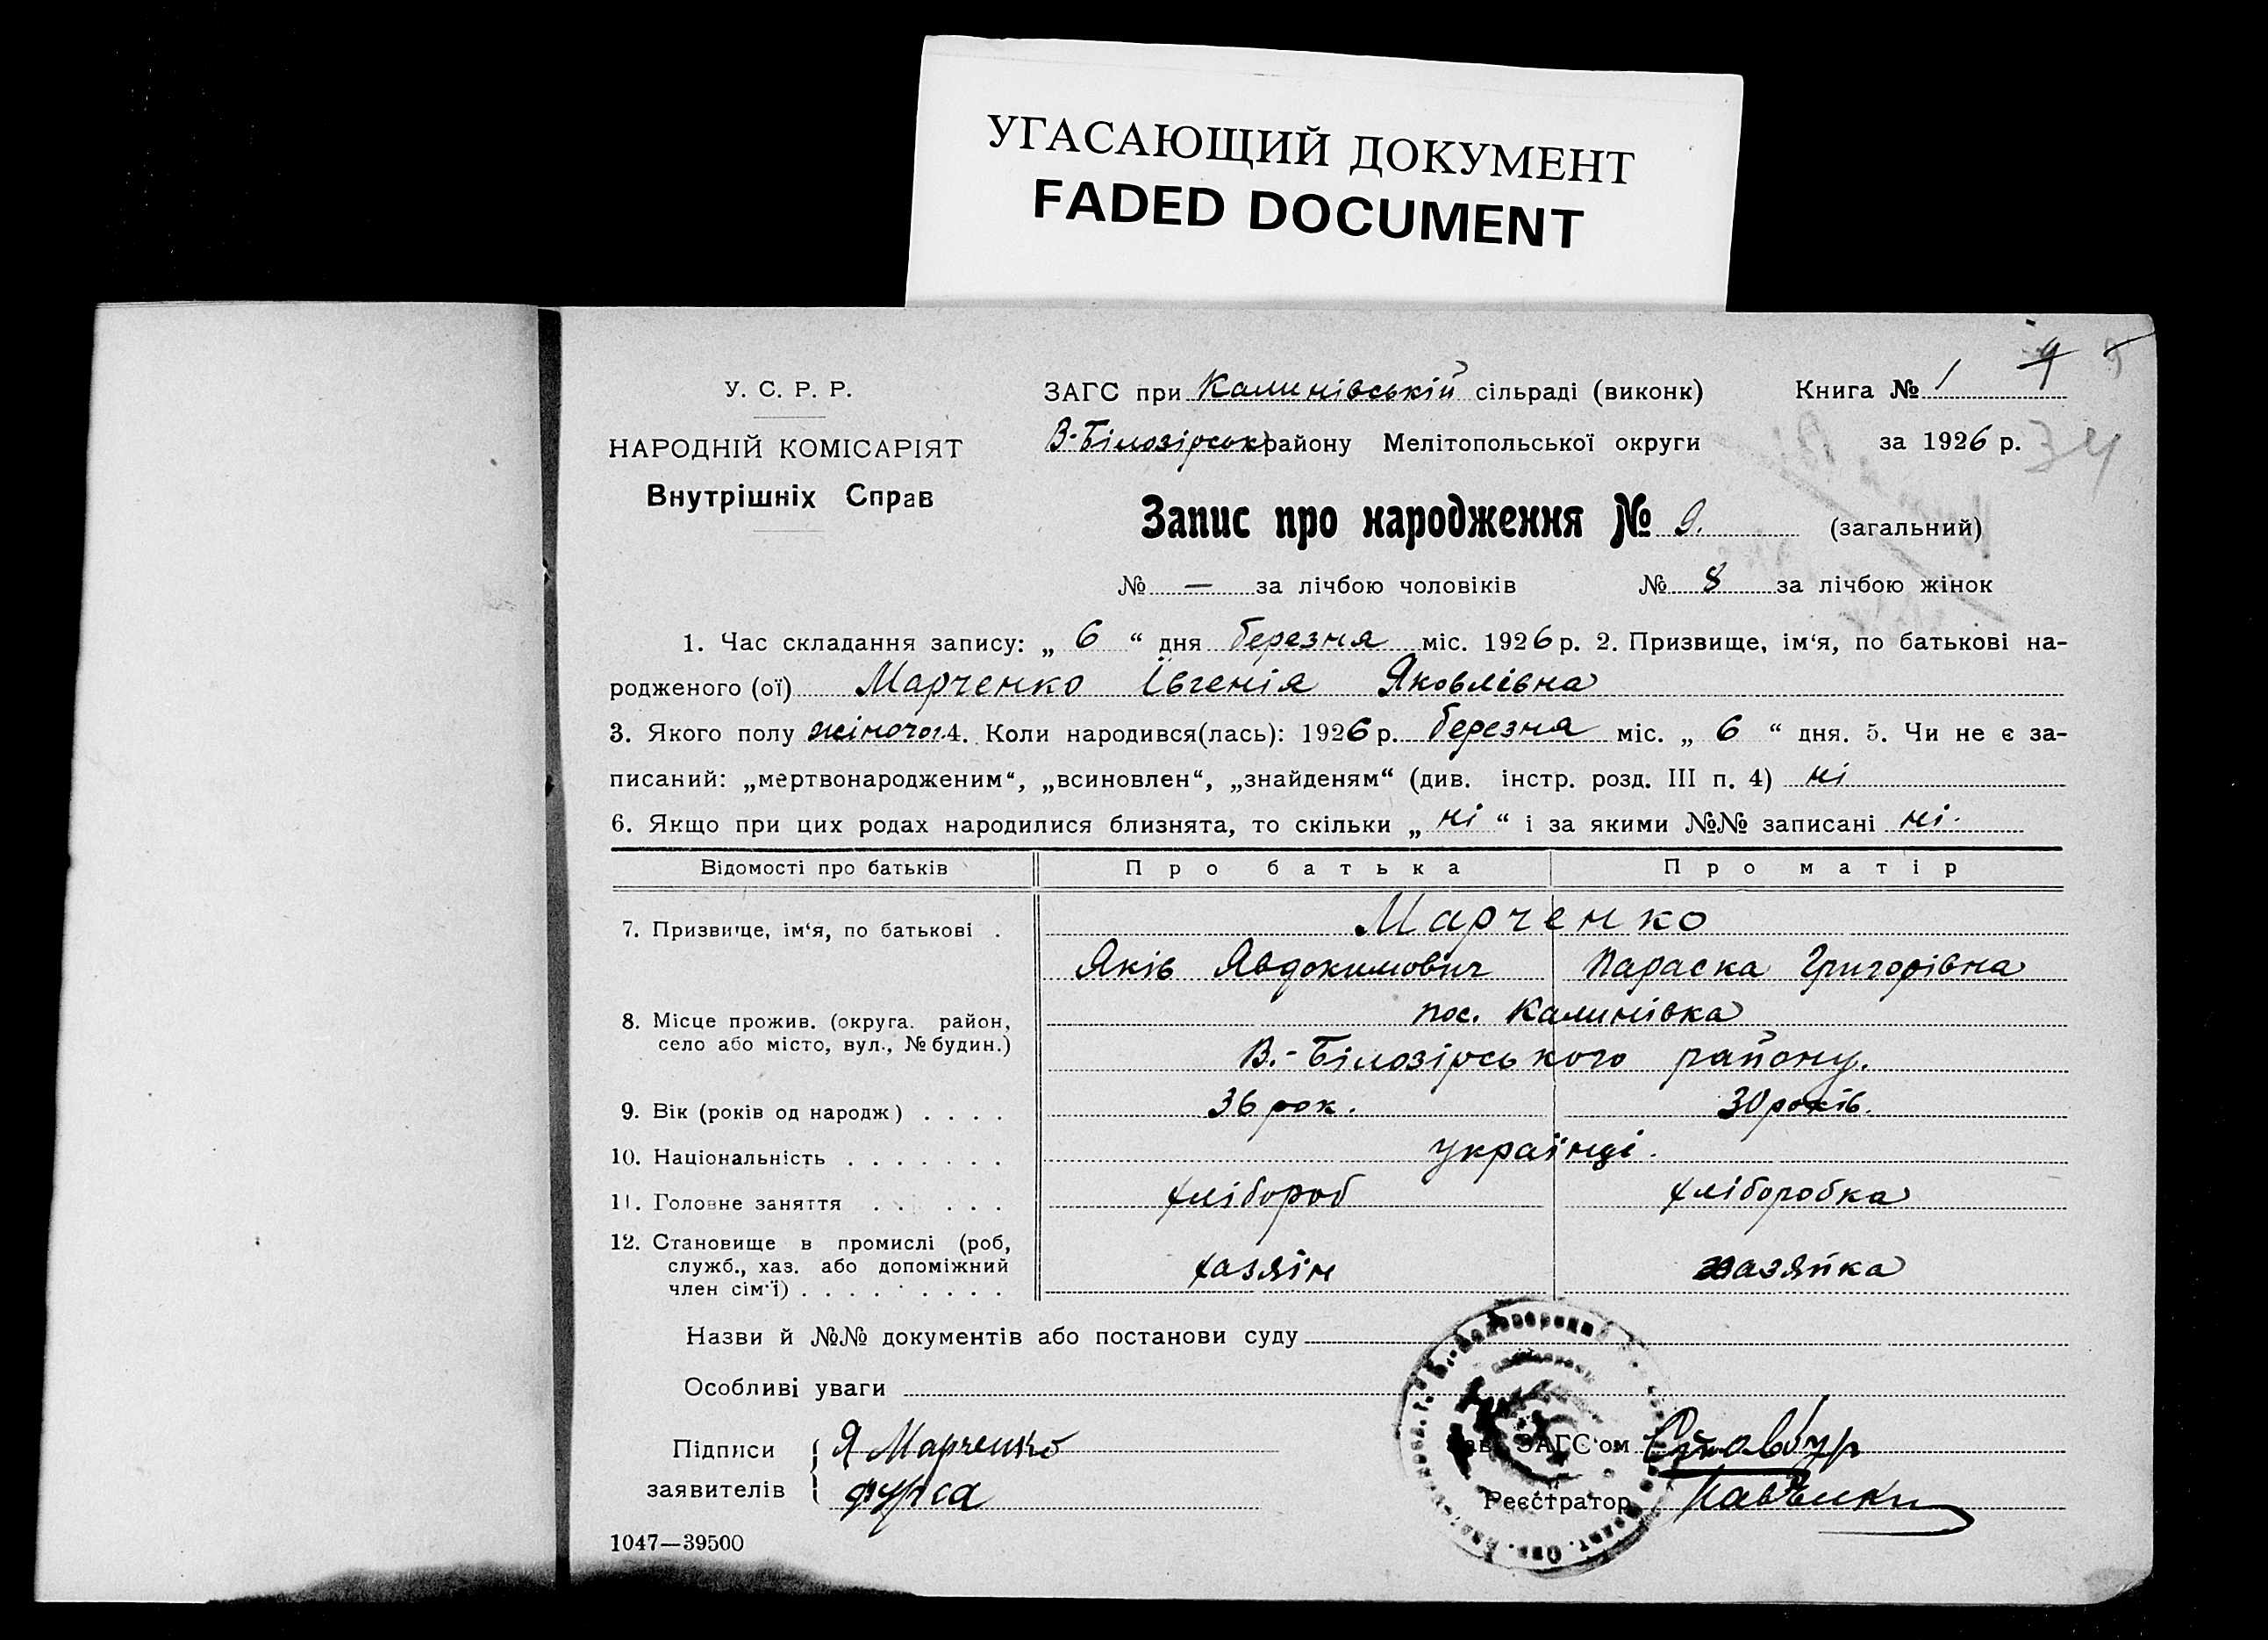 УГАСАЮЩИЙ ДОКУМЕНТ
FADED DOCUMENT
У. С. Р. Р.
НАРОДНІЙ КОМІСАРІЯТ
Внутрішніх Справ
ЗАГС при Калинівській сільраді (виконк) Книга № 1 9
В-Білозірськ району Мелітопольської округи за 1926 р. 34
Запис про народження № 9. (загальний)
№ — за лічбою чоловіків № 8 за лічбою жінок
1. Час складання запису: „ 6 “ дня березня міс. 1926 р. 2. Призвище, ім‘я, по батькові на-
родженого (ої) Марченко Івгенія Яковлівна
3. Якого полу жіночог. 4. Коли народився(лась): 1926 р. березня міс. „ 6 “ дня. 5. Чи не є за-
писаний: „мертвонародженим“, „всиновлен“, „знайденям“ (див. інстр. розд. III п. 4) ні
6. Якщо при цих родах народилися близнята, то скільки „ ні “ і за якими №№ записані ні.
Відомості про батьків Про батька Про матір
7. Призвище, ім‘я, по батькові . Марченко
Яків Явдокимович Параска Григорівна
8. Місце прожив. (округа. район, село або місто, вул., № будин.) пос. Калинівка
В.-Білозірського району.
9. Вік (років од народж.) . . . . 36 рок. 30 років.
10. Національність . . . . . . . українці.
11. Головне заняття . . . . . хлібороб хліборобка
12. Становище в промислі (роб, служб., хаз. або допоміжний член сім‘ї) . . . . . . . . . хазяїн хазяйка
Назви й №№ документів або постанови суду
Особливі уваги
Підписи заявителів { Я Марченко
Фурса
Зав. ЗАГС‘ом
Реєстратор
1047—39500